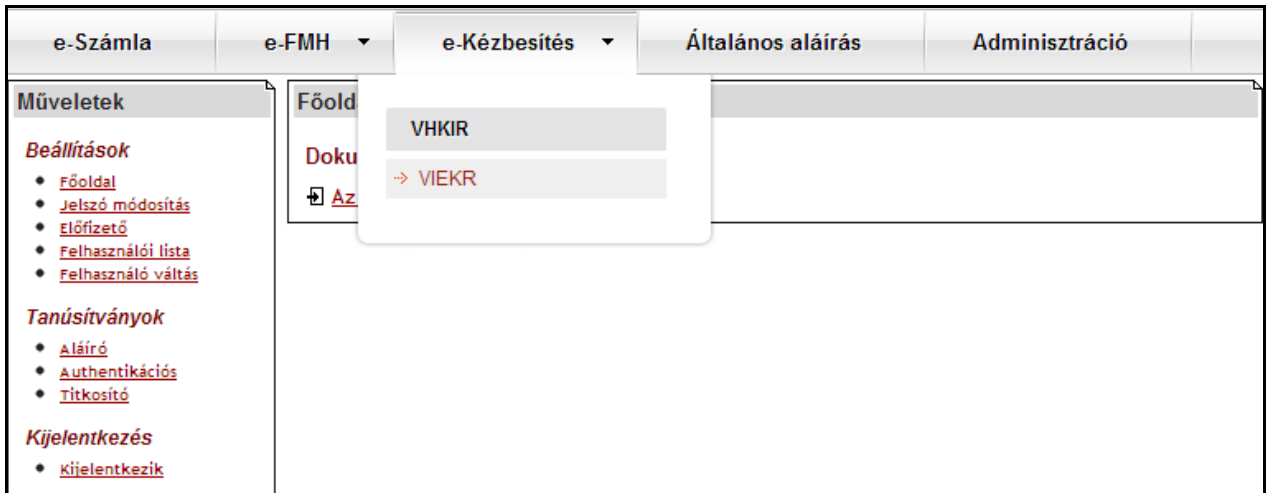 e-Számla e-FMH e-Kézbesítés Általános aláírás Adminisztráció
Műveletek
Beállítások
Főoldal
Jelszó módosítás
Előfizető
Felhasználói lista
Felhasználó váltás
Tanúsítványok
Aláíró
Authentikációs
Titkosító
Kijelentkezés
Kijelentkezik
Főold
Doku
Az
VHKIR
VIEKR